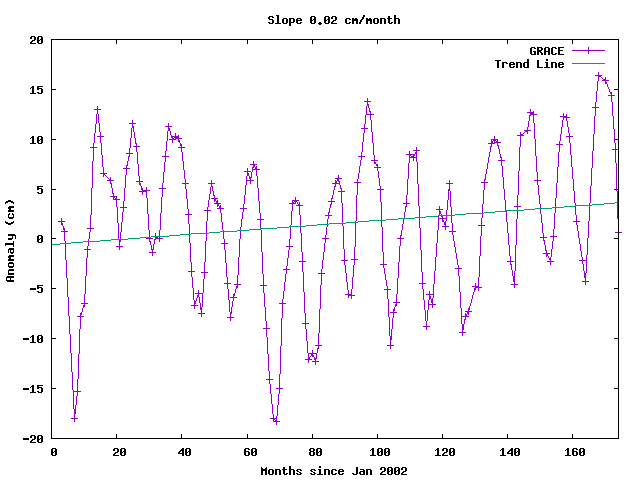 Slope 0.02 cm/month
20
15
10
5
0
-5
-10
-15
-20
Anomaly (cm)
GRACE
Trend Line
0 20 40 60 80 100 120 140 160
Months since Jan 2002